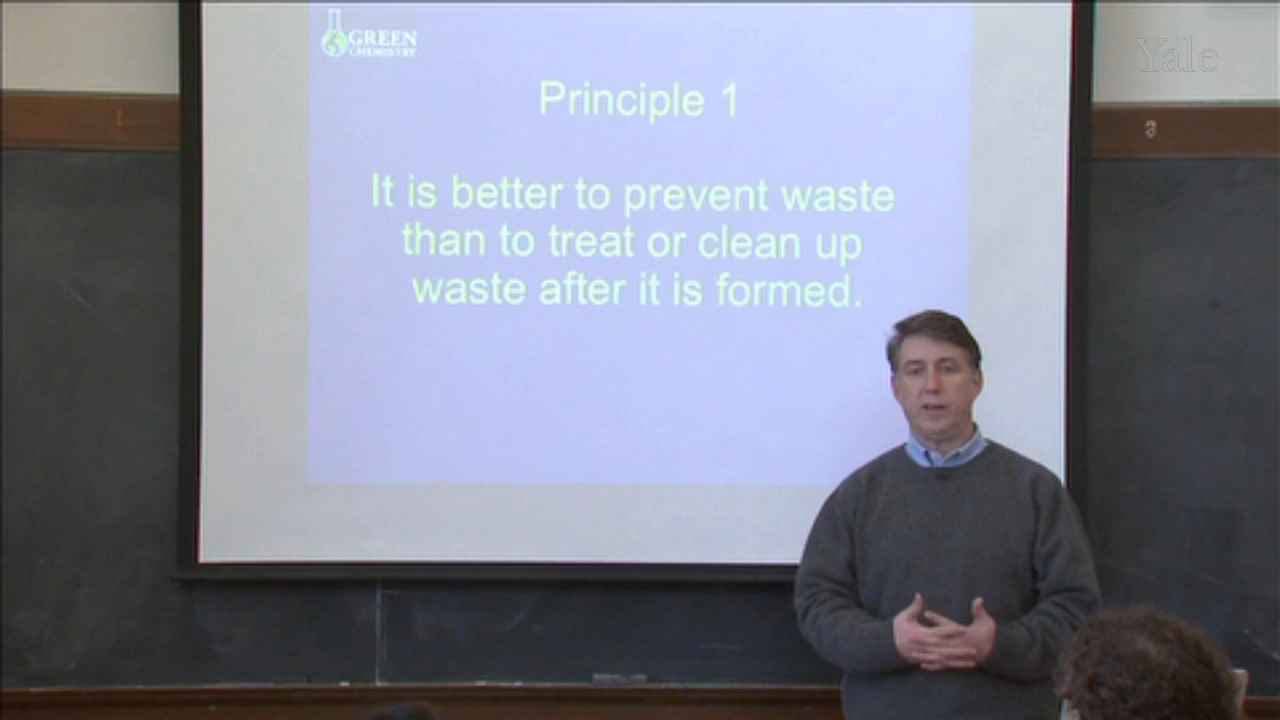 GREEN
CHEMISTRY
Yale
Principle 1
It is better to prevent waste
than to treat or clean up
waste after it is formed.
3